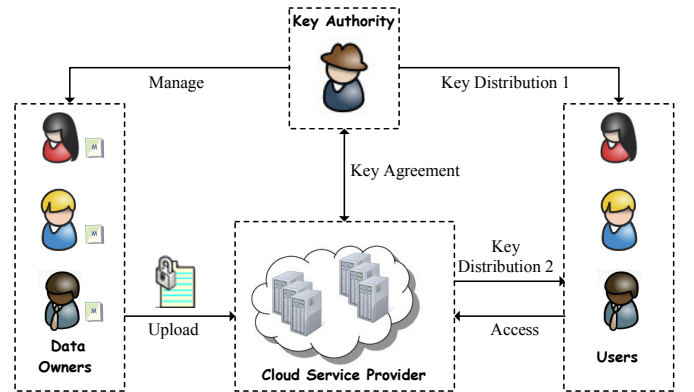 Key Authority
Manage
Key Distribution 1
M
Key Agreement
M
Key
Distribution 2
M
Upload
Access
Data
Owners
Cloud Service Provider
Users